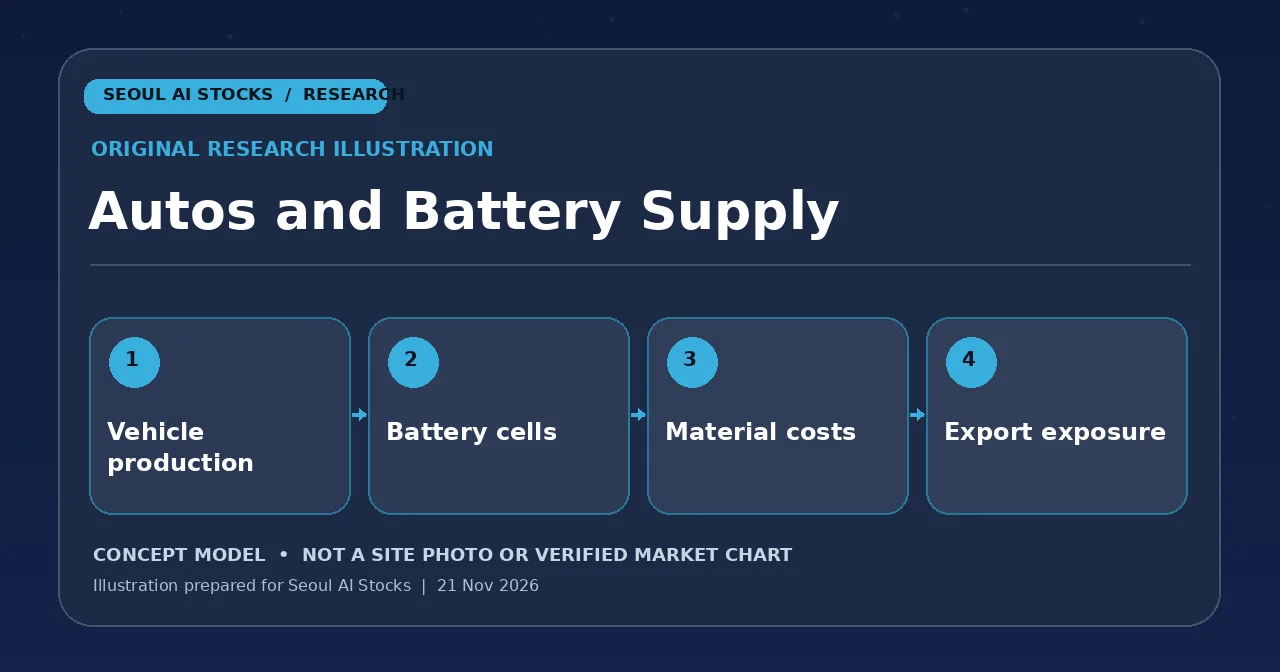 SEOUL AI STOCKS / RESEARCH
ORIGINAL RESEARCH ILLUSTRATION
Autos and Battery Supply
1
Vehicle
production
2
Battery cells
3
Material costs
4
Export exposure
CONCEPT MODEL • NOT A SITE PHOTO OR VERIFIED MARKET CHART
Illustration prepared for Seoul AI Stocks | 21 Nov 2026